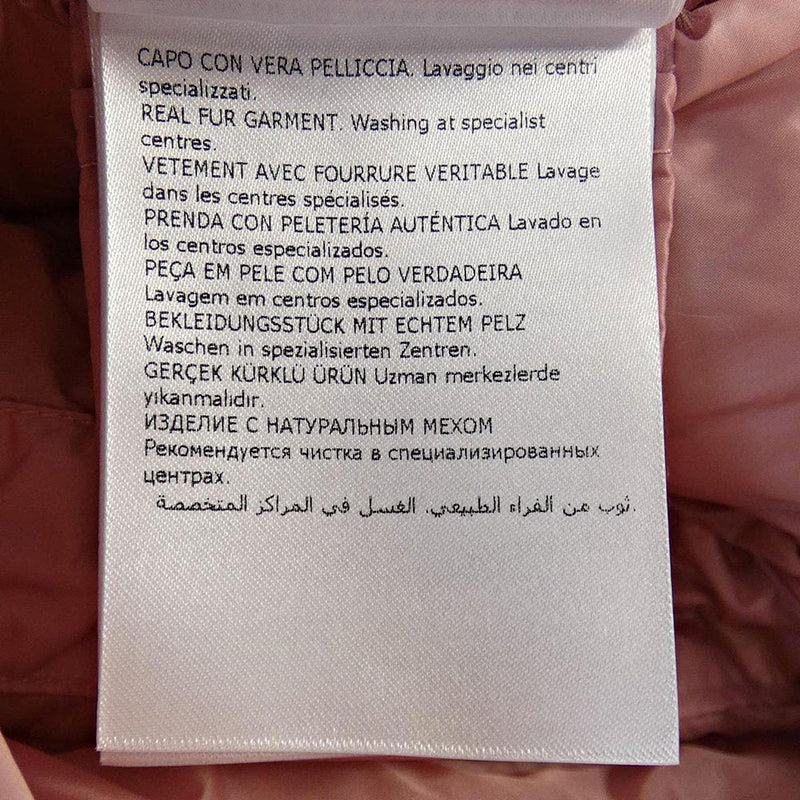 CAPO CON VERA PELLICCIA. Lavaggio nei centri
specializzati.
REAL FUR GARMENT. Washing at specialist
centres.
VETEMENT AVEC FOURRURE VERITABLE Lavage
dans les centres spécialisés.
PRENDA CON PELETERÍA AUTÉNTICA Lavado en
los centros especializados.
PEÇA EM PELE COM PELO VERDADEIRA
Lavagem em centros especializados.
BEKLEIDUNGSSTÜCK MIT ECHTEM PELZ
Waschen in spezialisierten Zentren.
GERÇEK KÜRKLÜ ÜRÜN Uzman merkezlerde
yıkanmalıdır.
ИЗДЕЛИЕ С НАТУРАЛЬНЫМ МЕХОМ
Рекомендуется чистка в специализированных
центрах.
ثوب من الفراء الطبيعي. الغسل في المراكز المتخصصة.